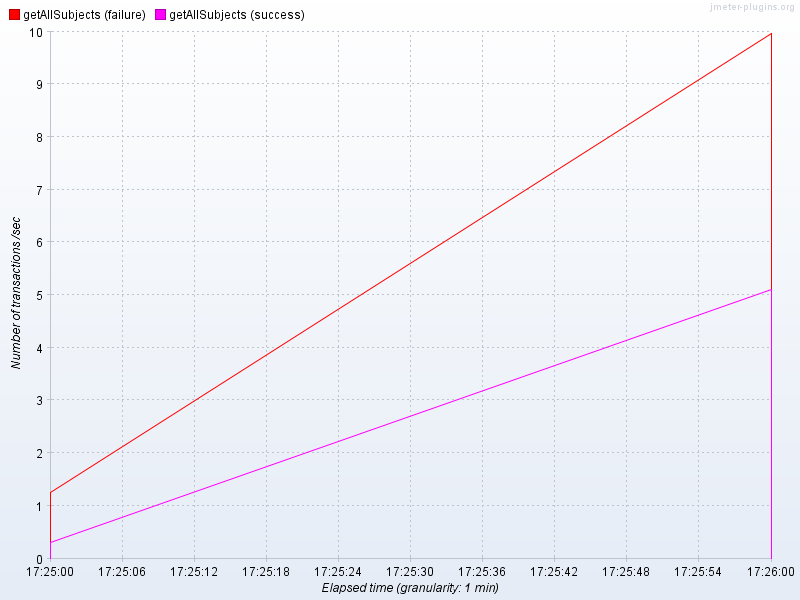 jmeter-plugins.org
getAllSubjects (failure) getAllSubjects (success)
10
9
8
7
6
5
4
3
2
1
0
Number of transactions /sec
17:25:00 17:25:06 17:25:12 17:25:18 17:25:24 17:25:30 17:25:36 17:25:42 17:25:48 17:25:54 17:26:00
Elapsed time (granularity: 1 min)